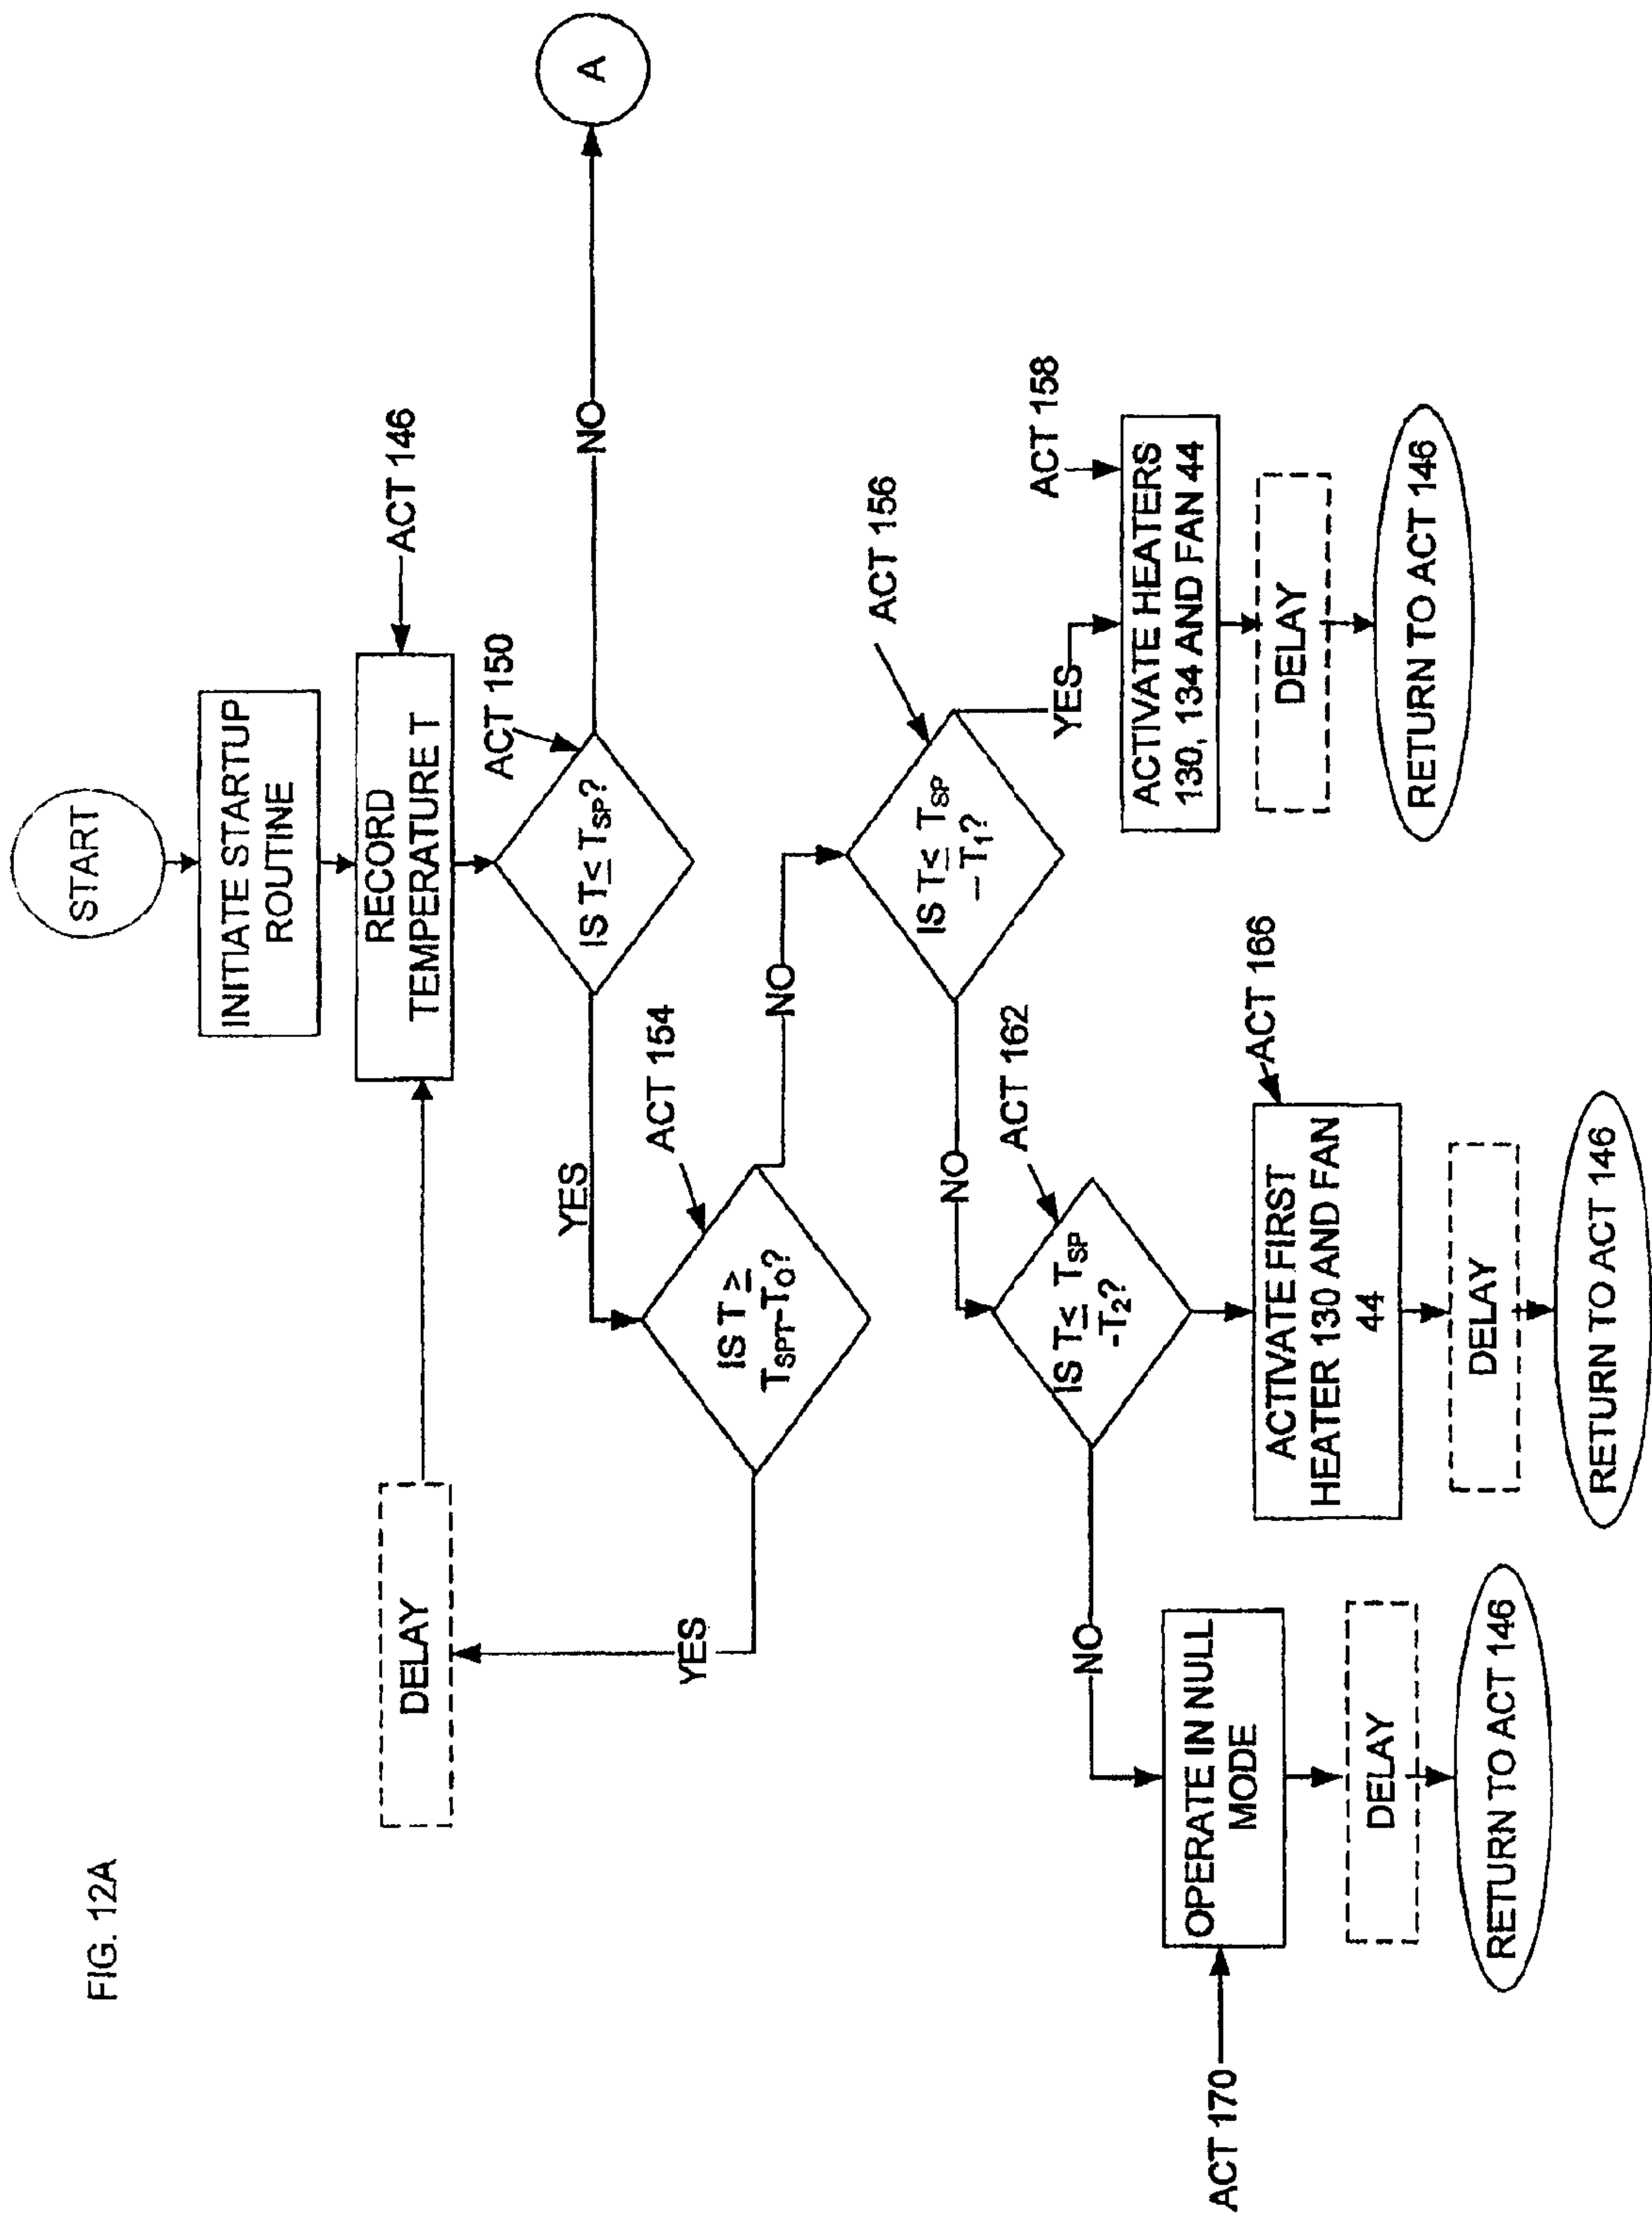 FIG. 12A
START
INITIATE STARTUP
ROUTINE
RECORD
TEMPERATURE T
ACT 146
DELAY
ACT 150
IS T ≤ TSP?
NO
A
YES
ACT 154
IS T ≥
TSPT-TO?
YES
NO
ACT 156
IS T ≤ TSP
–T1?
YES
ACT 158
ACTIVATE HEATERS
130, 134 AND FAN 44
DELAY
RETURN TO ACT 146
NO
ACT 162
IS T ≤ TSP
-T2?
ACT 166
ACTIVATE FIRST
HEATER 130 AND FAN
44
DELAY
RETURN TO ACT 146
NO
ACT 170
OPERATE IN NULL
MODE
DELAY
RETURN TO ACT 146